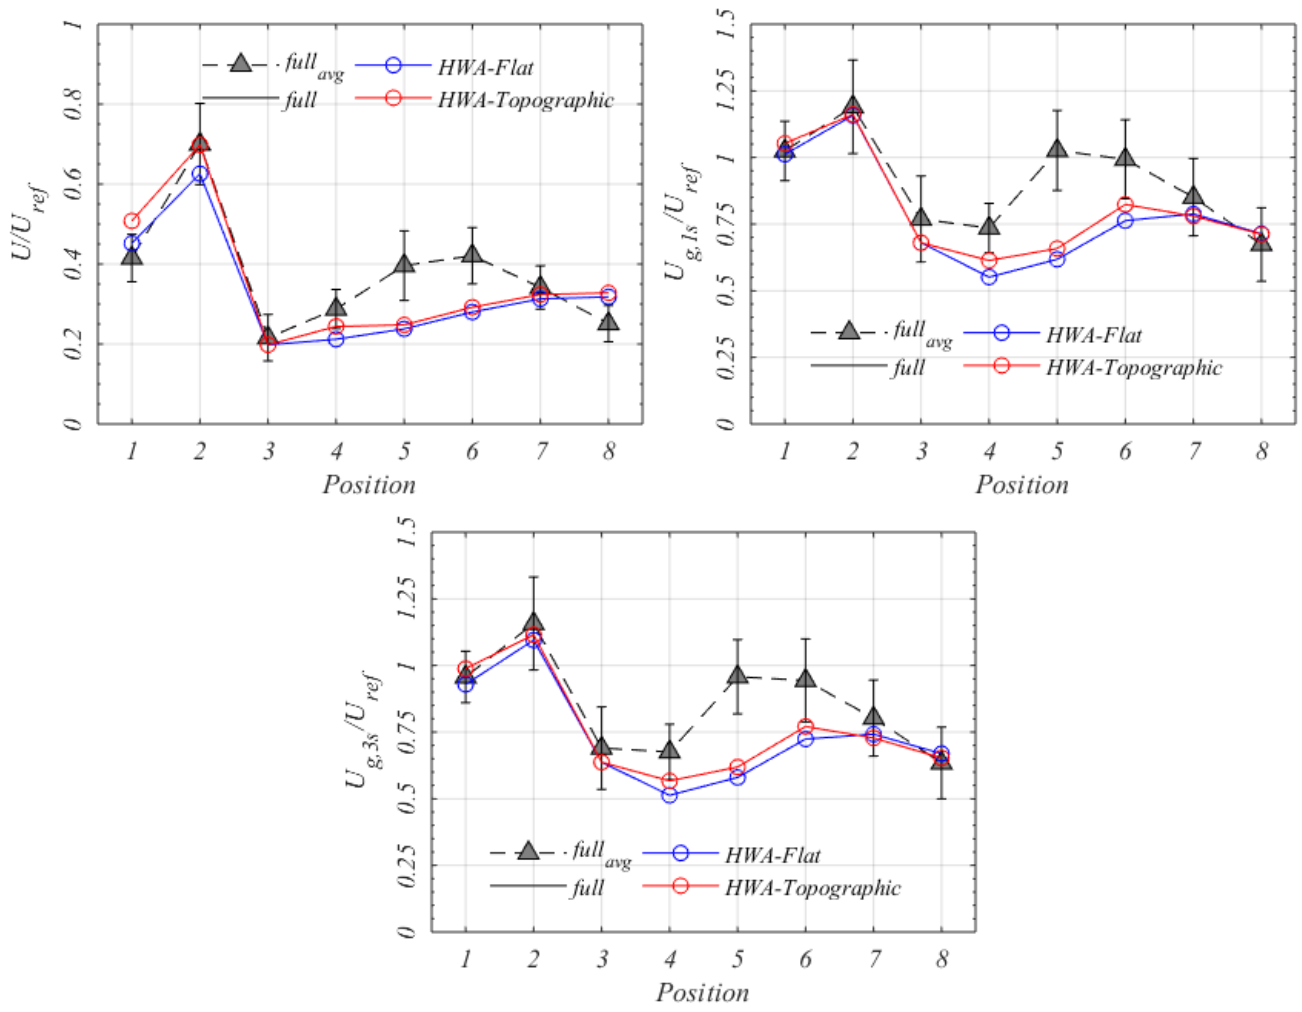 U/U_ref
1
0.8
0.6
0.4
0.2
0
full_avg
HWA-Flat
full
HWA-Topographic
1 2 3 4 5 6 7 8
Position
U_g,1s/U_ref
1.5
1.25
1
0.75
0.5
0.25
0
full_avg
HWA-Flat
full
HWA-Topographic
1 2 3 4 5 6 7 8
Position
U_g,3s/U_ref
1.5
1.25
1
0.75
0.5
0.25
0
full_avg
HWA-Flat
full
HWA-Topographic
1 2 3 4 5 6 7 8
Position